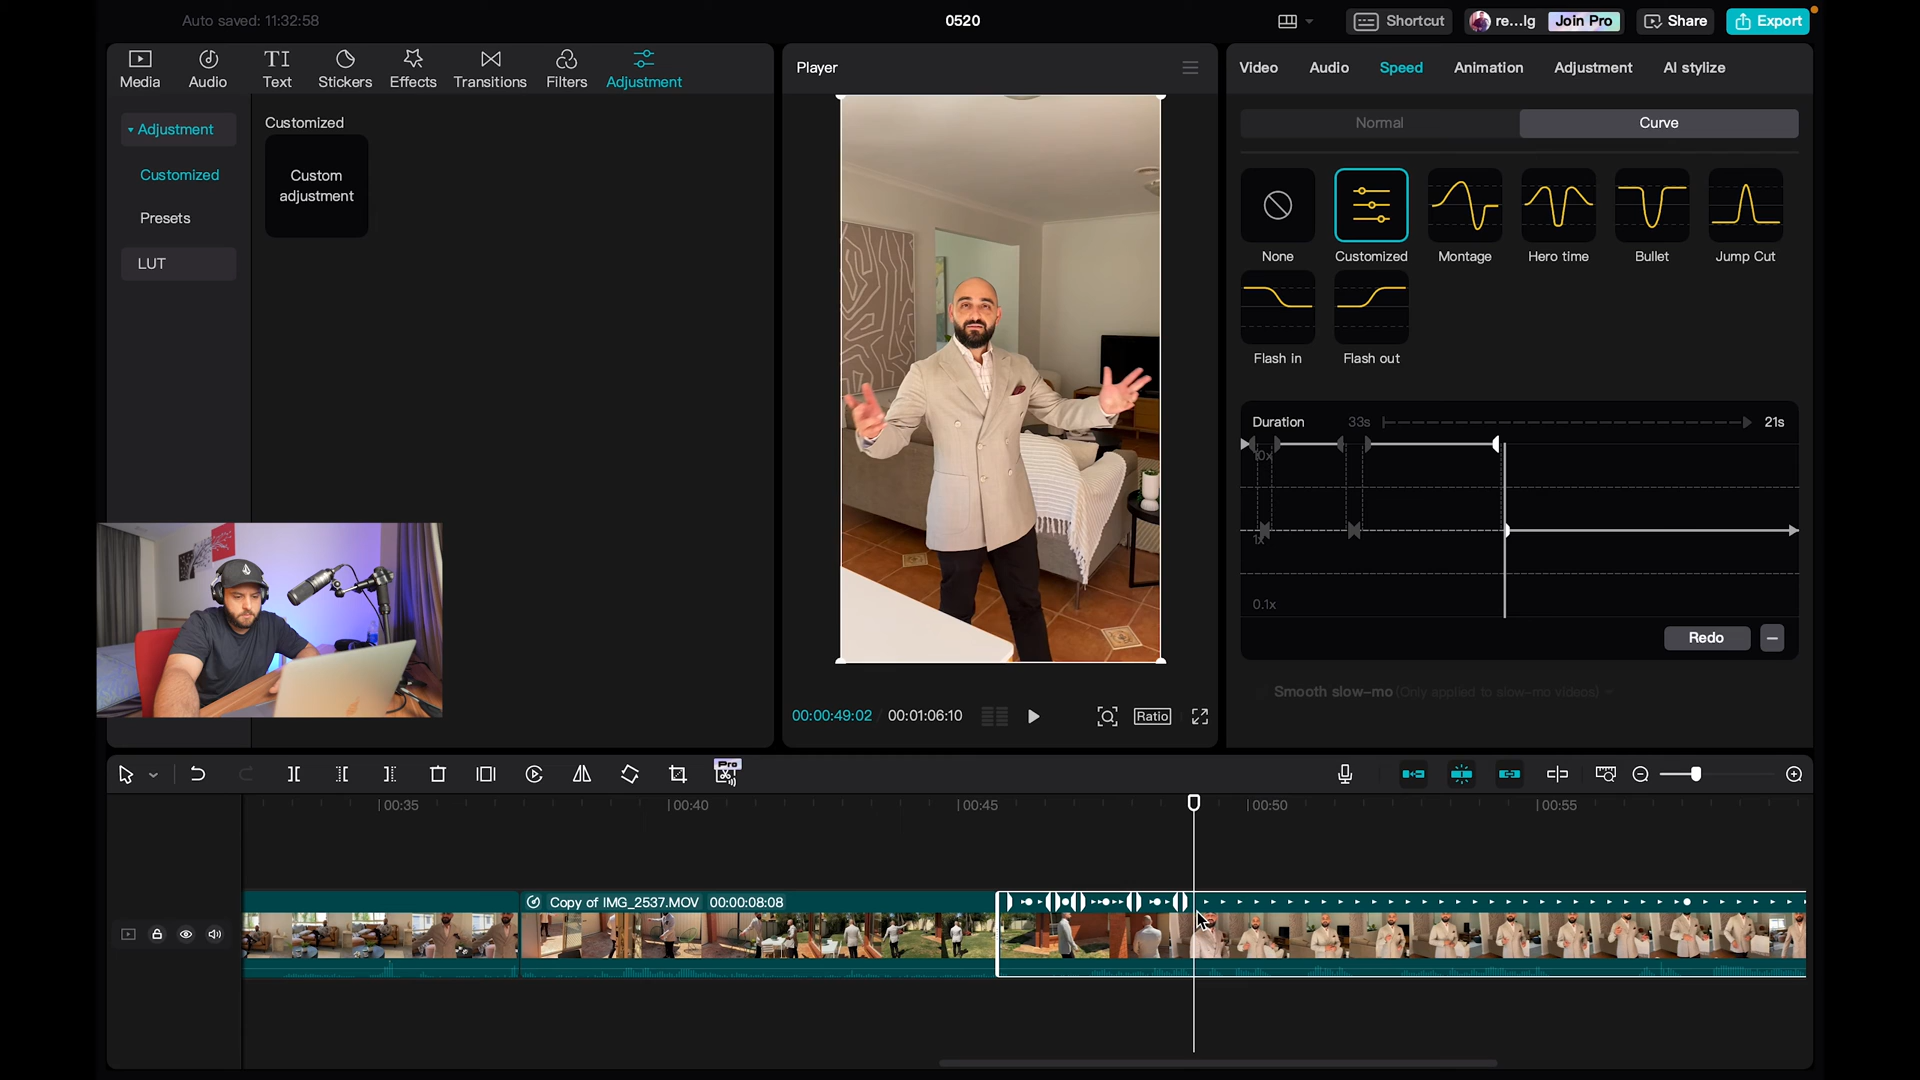 Auto saved: 11:32:58
0520
Shortcut
re...lg
Join Pro
Share
Export
Media
Audio
Text
Stickers
Effects
Transitions
Filters
Adjustment
Adjustment
Customized
Presets
LUT
Customized
Custom
adjustment
Player
00:00:49:02
00:01:06:10
Ratio
Video
Audio
Speed
Animation
Adjustment
AI stylize
Normal
Curve
None
Customized
Montage
Hero time
Bullet
Jump Cut
Flash in
Flash out
Duration
33s
21s
10x
1x
0.1x
Redo
Smooth slow-mo (Only applied to slow-mo videos)
Pro
00:35
00:40
00:45
00:50
00:55
Copy of IMG_2537.MOV 00:00:08:08